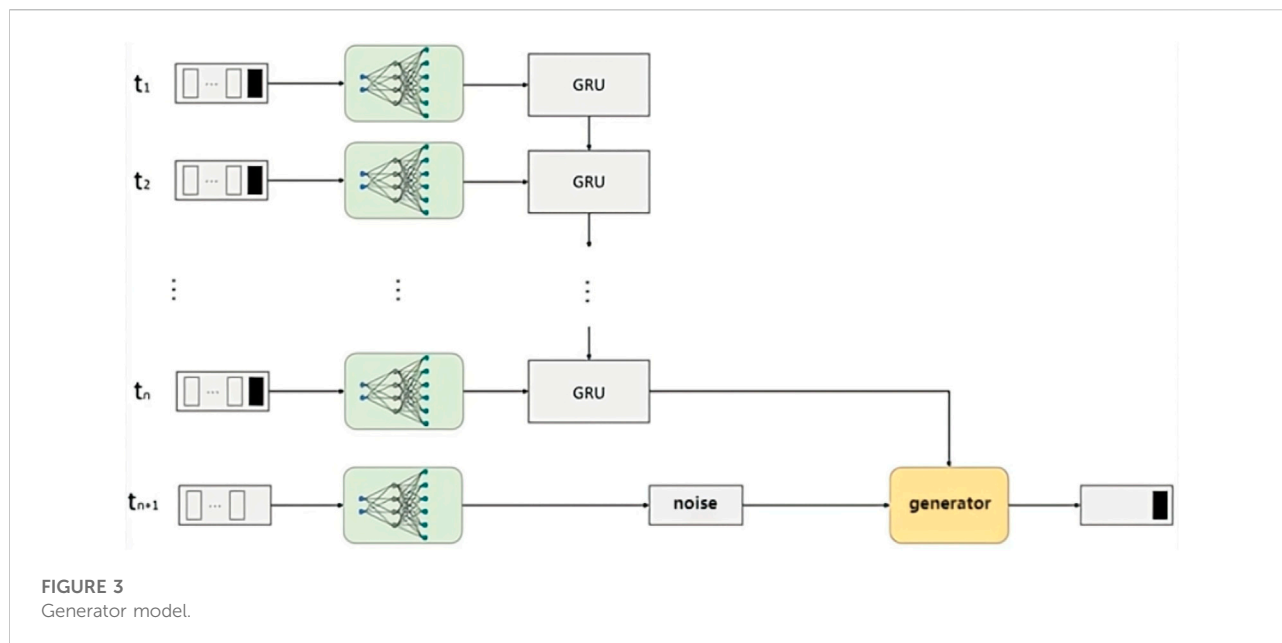 t₁ ... GRU
t₂ ... GRU
⋮ ⋮ ⋮
tₙ ... GRU
tₙ₊₁ ... noise generator
FIGURE 3
Generator model.